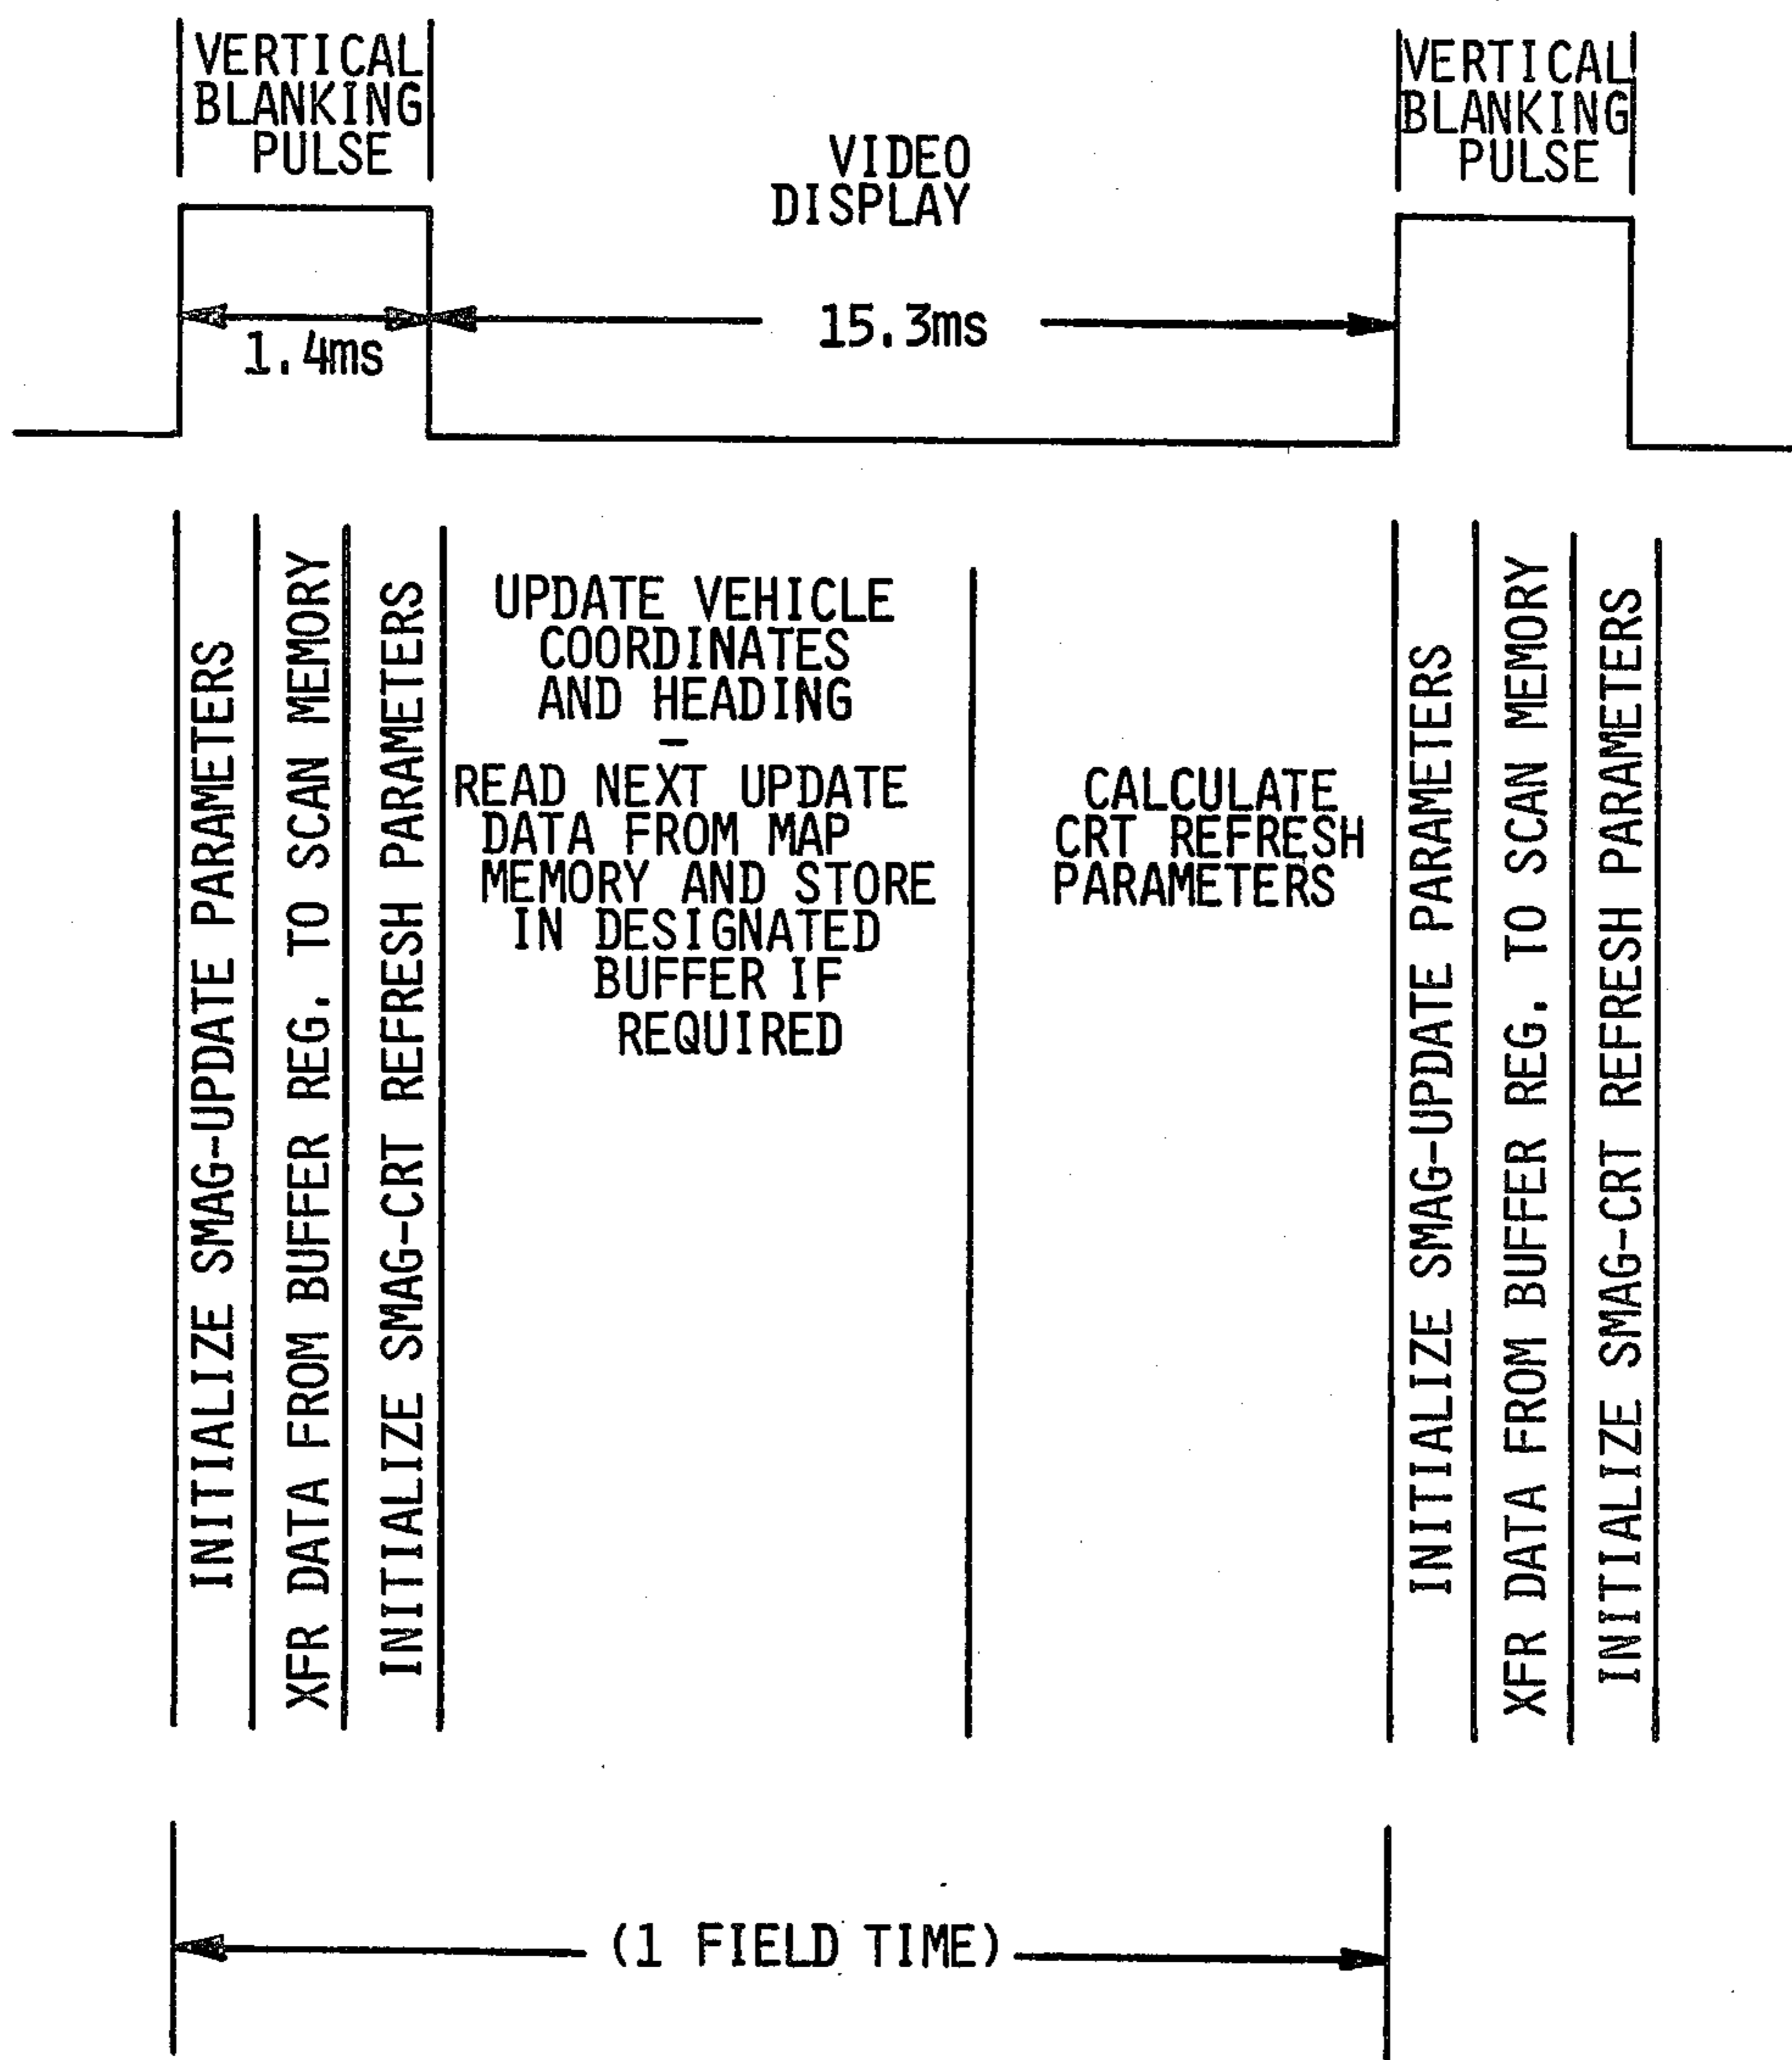 VERTICAL
BLANKING
PULSE
VIDEO
DISPLAY
VERTICAL
BLANKING
PULSE
1.4ms
15.3ms
INITIALIZE SMAG-UPDATE PARAMETERS
XFR DATA FROM BUFFER REG. TO SCAN MEMORY
INITIALIZE SMAG-CRT REFRESH PARAMETERS
UPDATE VEHICLE
COORDINATES
AND HEADING
-
READ NEXT UPDATE
DATA FROM MAP
MEMORY AND STORE
IN DESIGNATED
BUFFER IF
REQUIRED
CALCULATE
CRT REFRESH
PARAMETERS
INITIALIZE SMAG-UPDATE PARAMETERS
XFR DATA FROM BUFFER REG. TO SCAN MEMORY
INITIALIZE SMAG-CRT REFRESH PARAMETERS
(1 FIELD TIME)